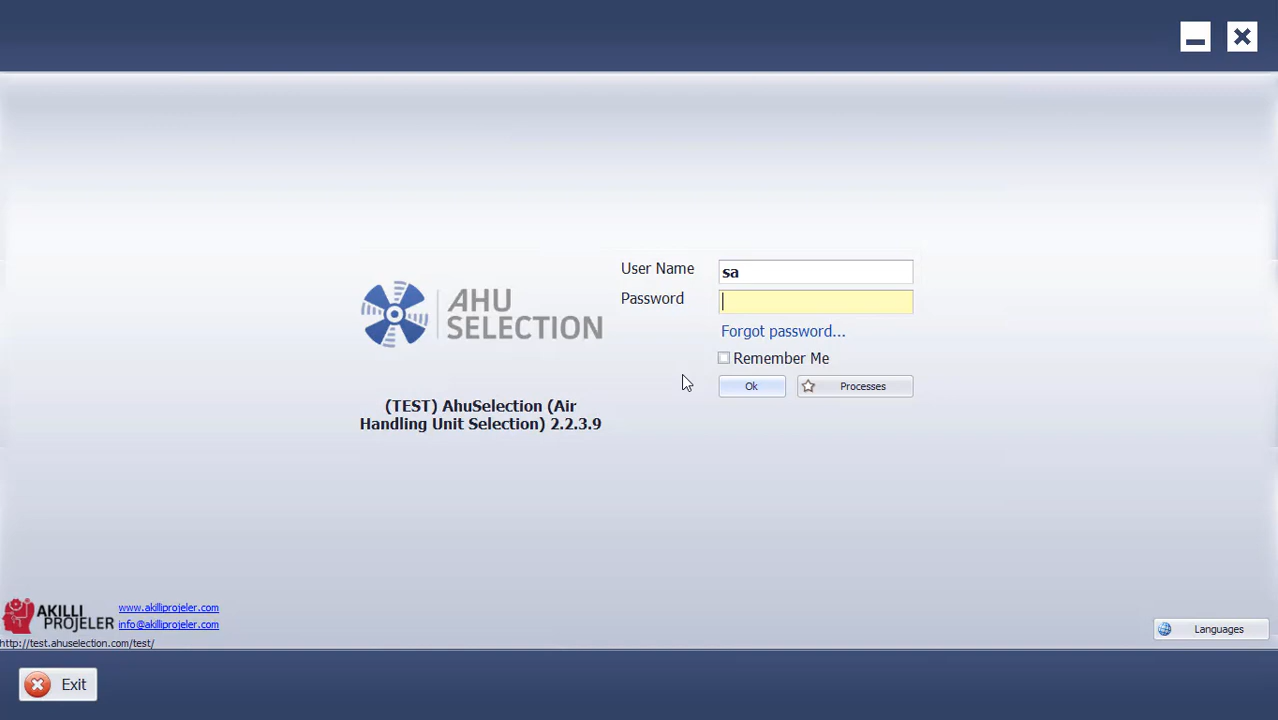 User Name
sa
Password
Forgot password...
Remember Me
Ok
Processes
AHU
SELECTION
(TEST) AhuSelection (Air
Handling Unit Selection) 2.2.3.9
AKILLI
PROJELER
www.akilliprojeler.com
info@akilliprojeler.com
http://test.ahuselection.com/test/
Languages
Exit